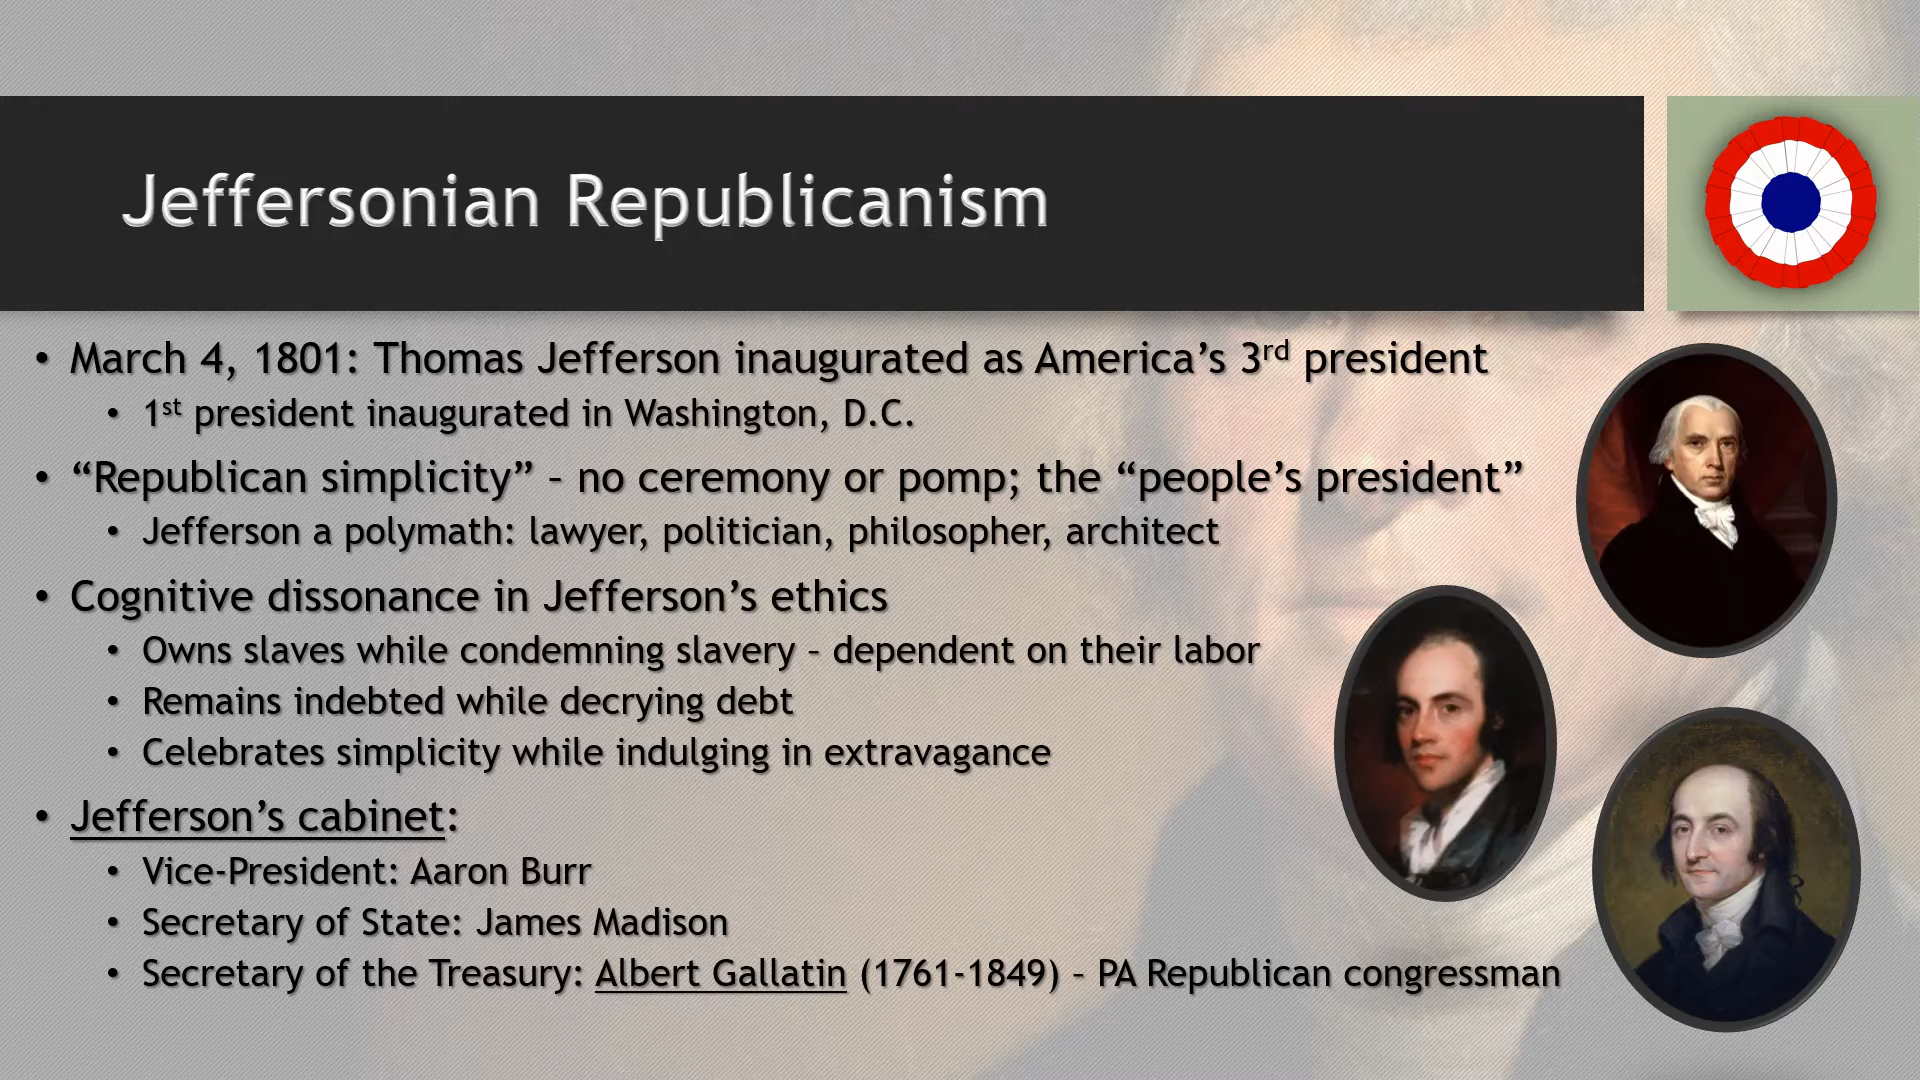 Jeffersonian Republicanism
• March 4, 1801: Thomas Jefferson inaugurated as America’s 3rd president
• 1st president inaugurated in Washington, D.C.
• “Republican simplicity” – no ceremony or pomp; the “people’s president”
• Jefferson a polymath: lawyer, politician, philosopher, architect
• Cognitive dissonance in Jefferson’s ethics
• Owns slaves while condemning slavery – dependent on their labor
• Remains indebted while decrying debt
• Celebrates simplicity while indulging in extravagance
• Jefferson’s cabinet:
• Vice-President: Aaron Burr
• Secretary of State: James Madison
• Secretary of the Treasury: Albert Gallatin (1761-1849) – PA Republican congressman